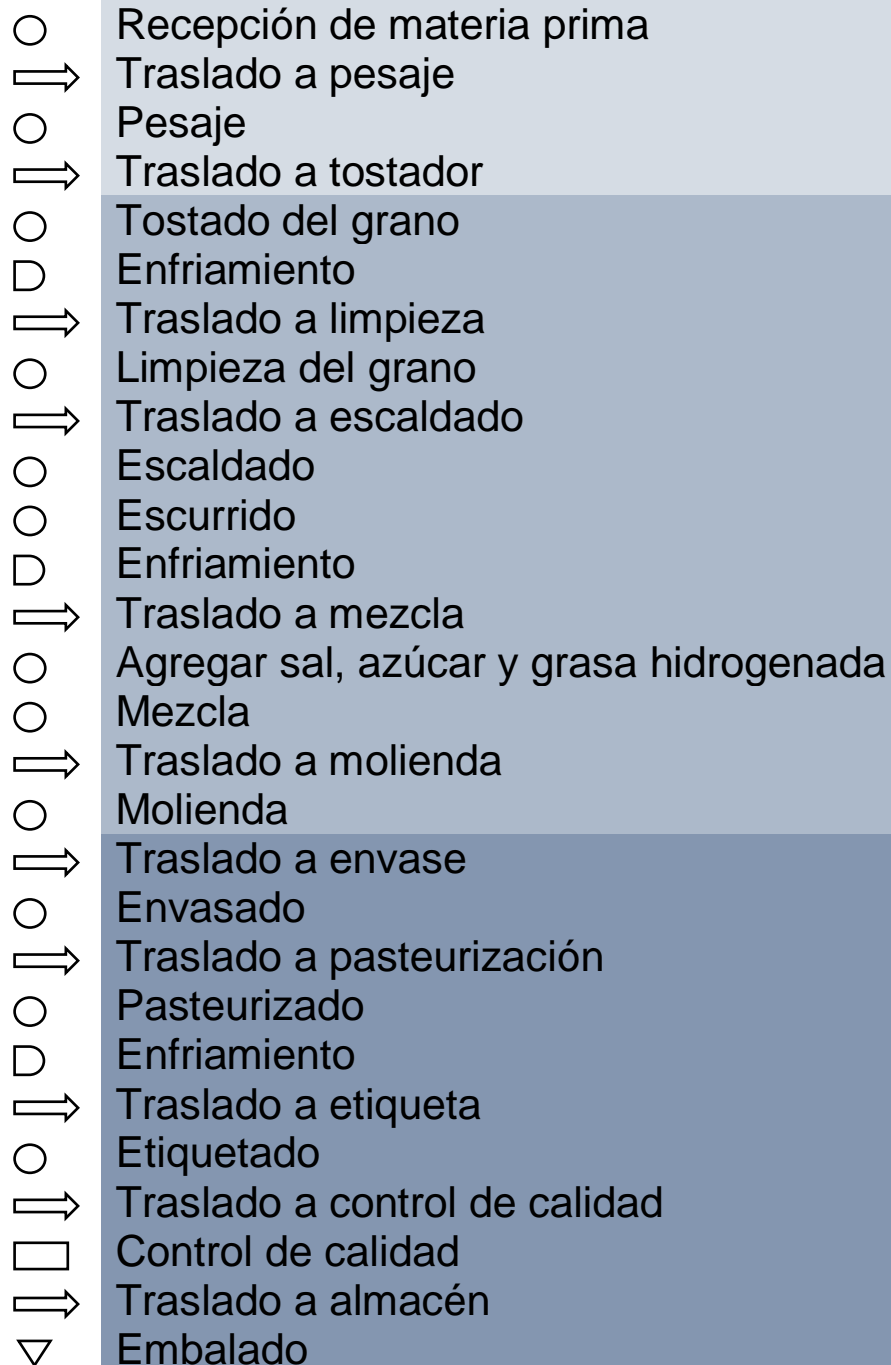 Recepción de materia prima
Traslado a pesaje
Pesaje
Traslado a tostador
Tostado del grano
Enfriamiento
Traslado a limpieza
Limpieza del grano
Traslado a escaldado
Escaldado
Escurrido
Enfriamiento
Traslado a mezcla
Agregar sal, azúcar y grasa hidrogenada
Mezcla
Traslado a molienda
Molienda
Traslado a envase
Envasado
Traslado a pasteurización
Pasteurizado
Enfriamiento
Traslado a etiqueta
Etiquetado
Traslado a control de calidad
Control de calidad
Traslado a almacén
Embalado